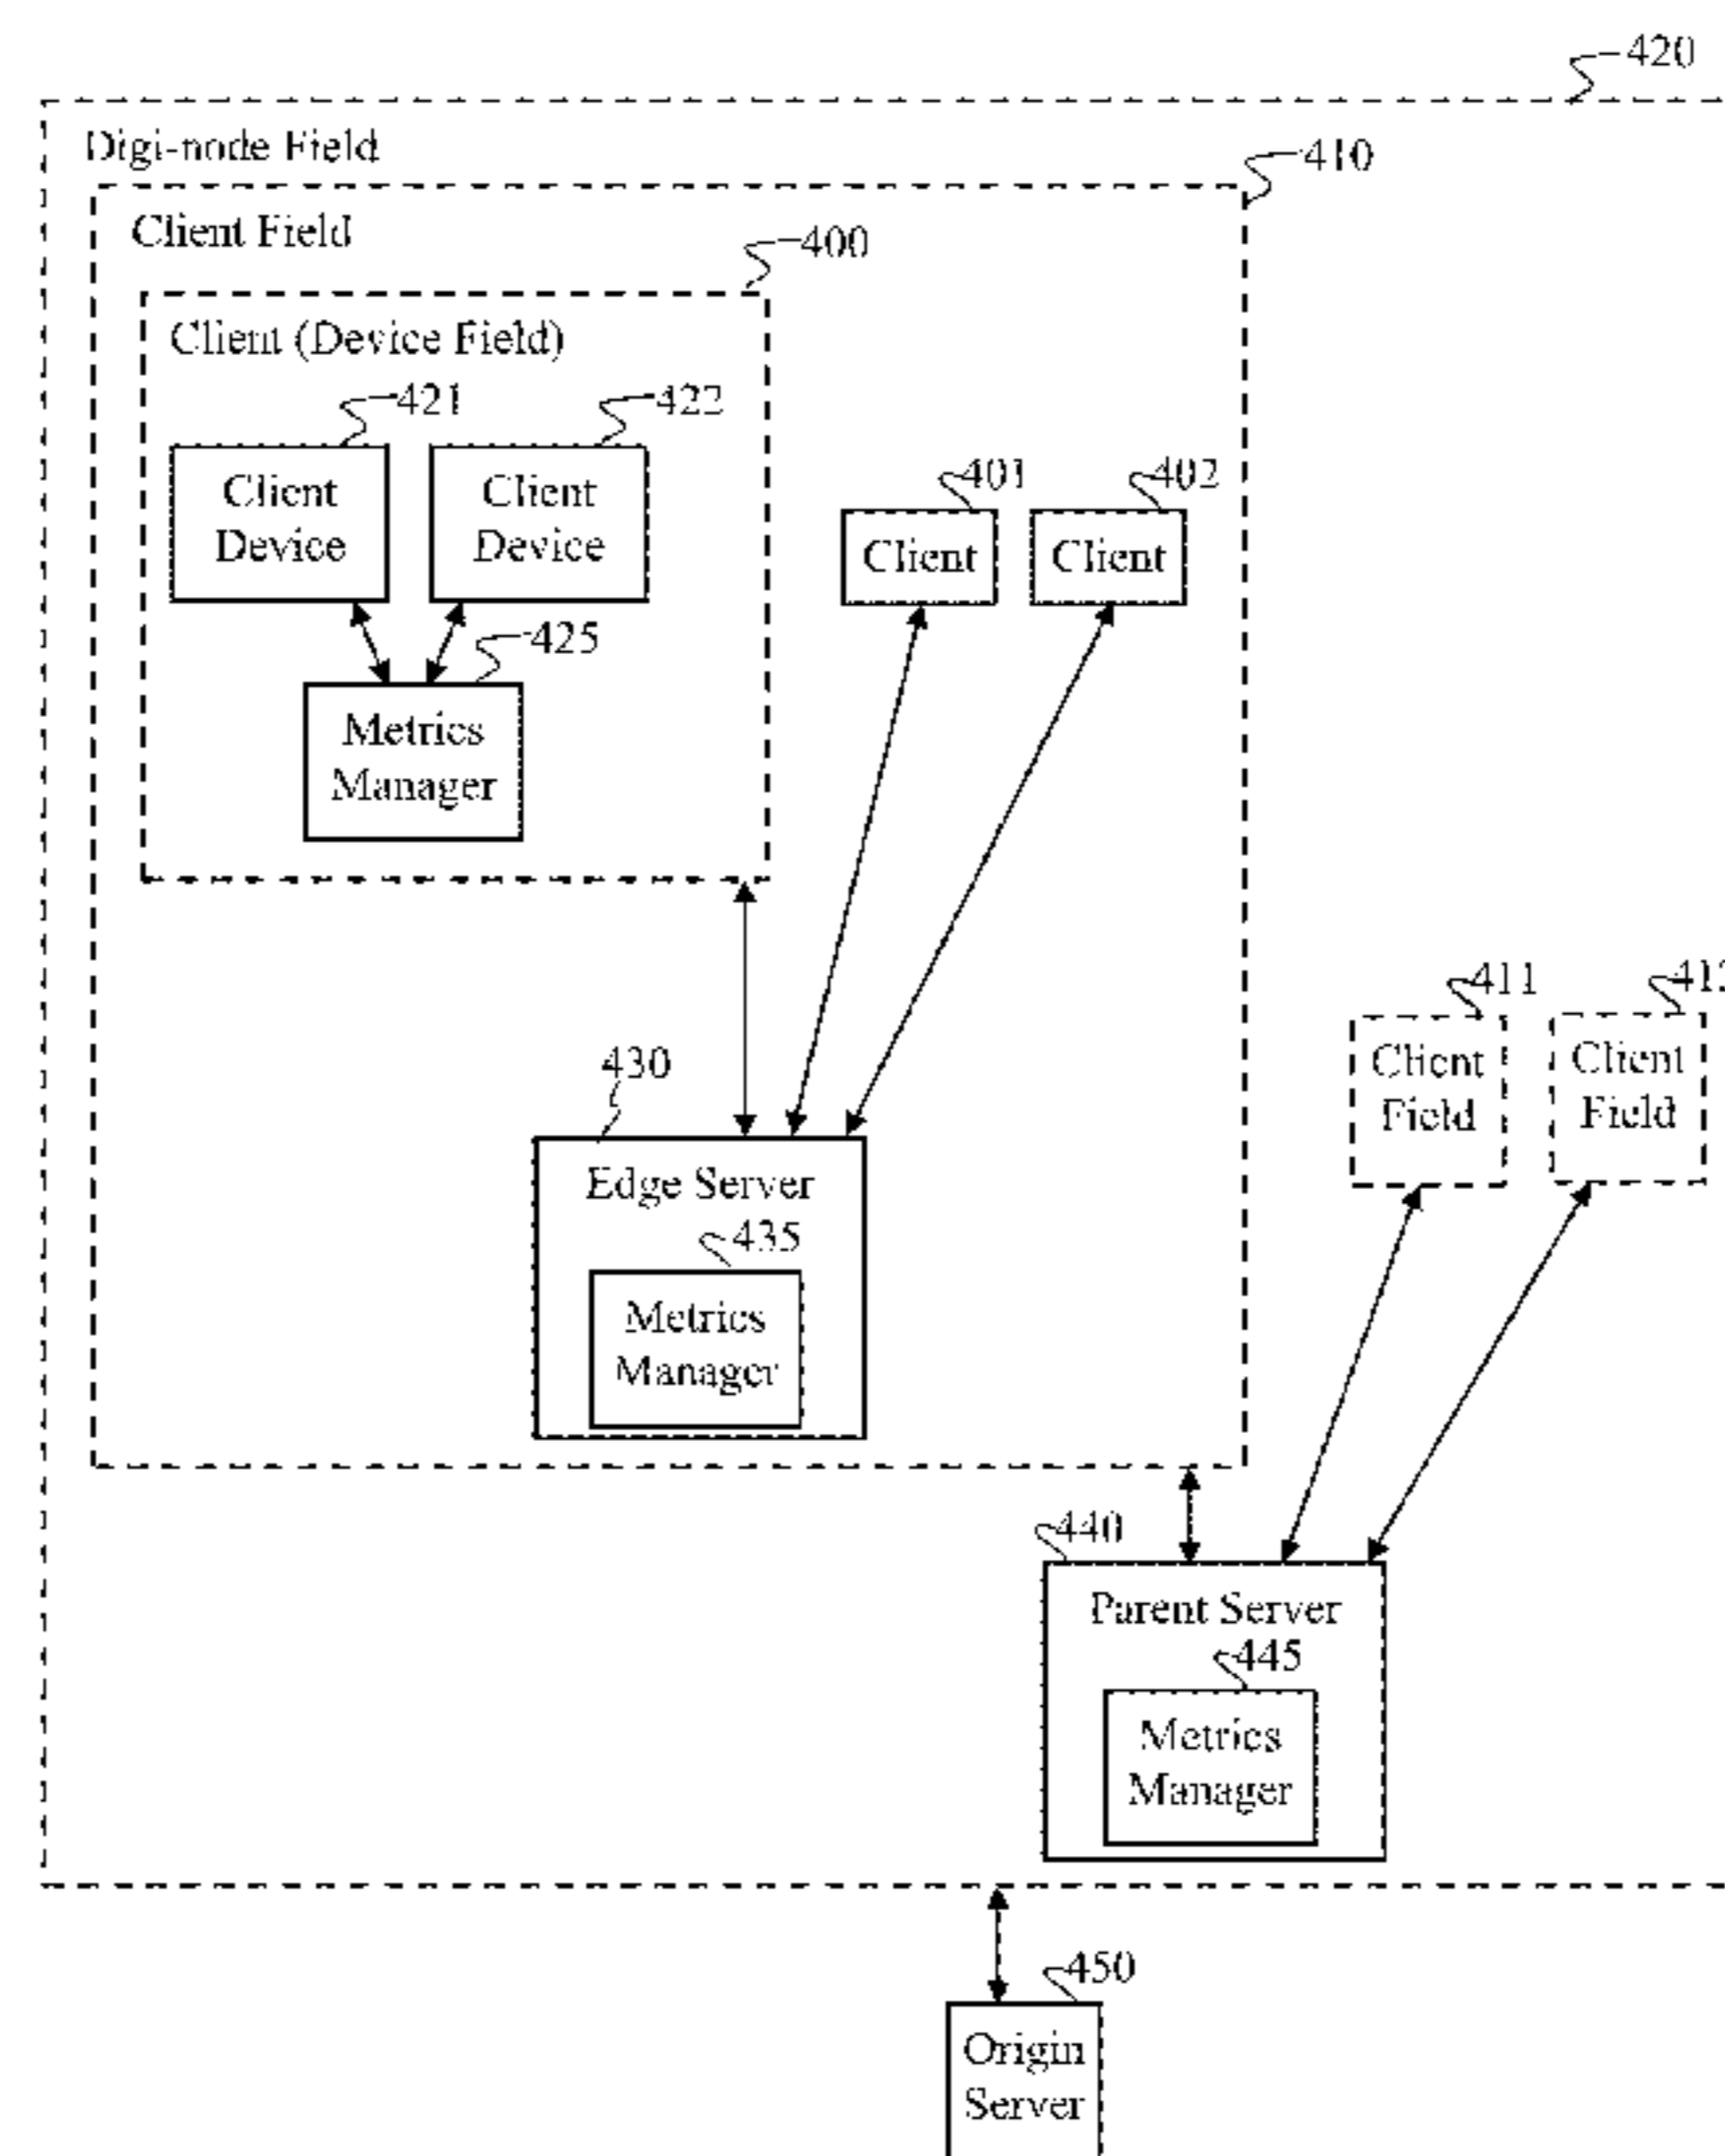 420
Digi-node Field
410
Client Field
400
Client (Device Field)
421
422
Client
Device
Client
Device
401
402
Client
Client
425
Metrics
Manager
411
Client
Field
Client
Field
430
Edge Server
435
Metrics
Manager
440
Parent Server
445
Metrics
Manager
450
Origin
Server